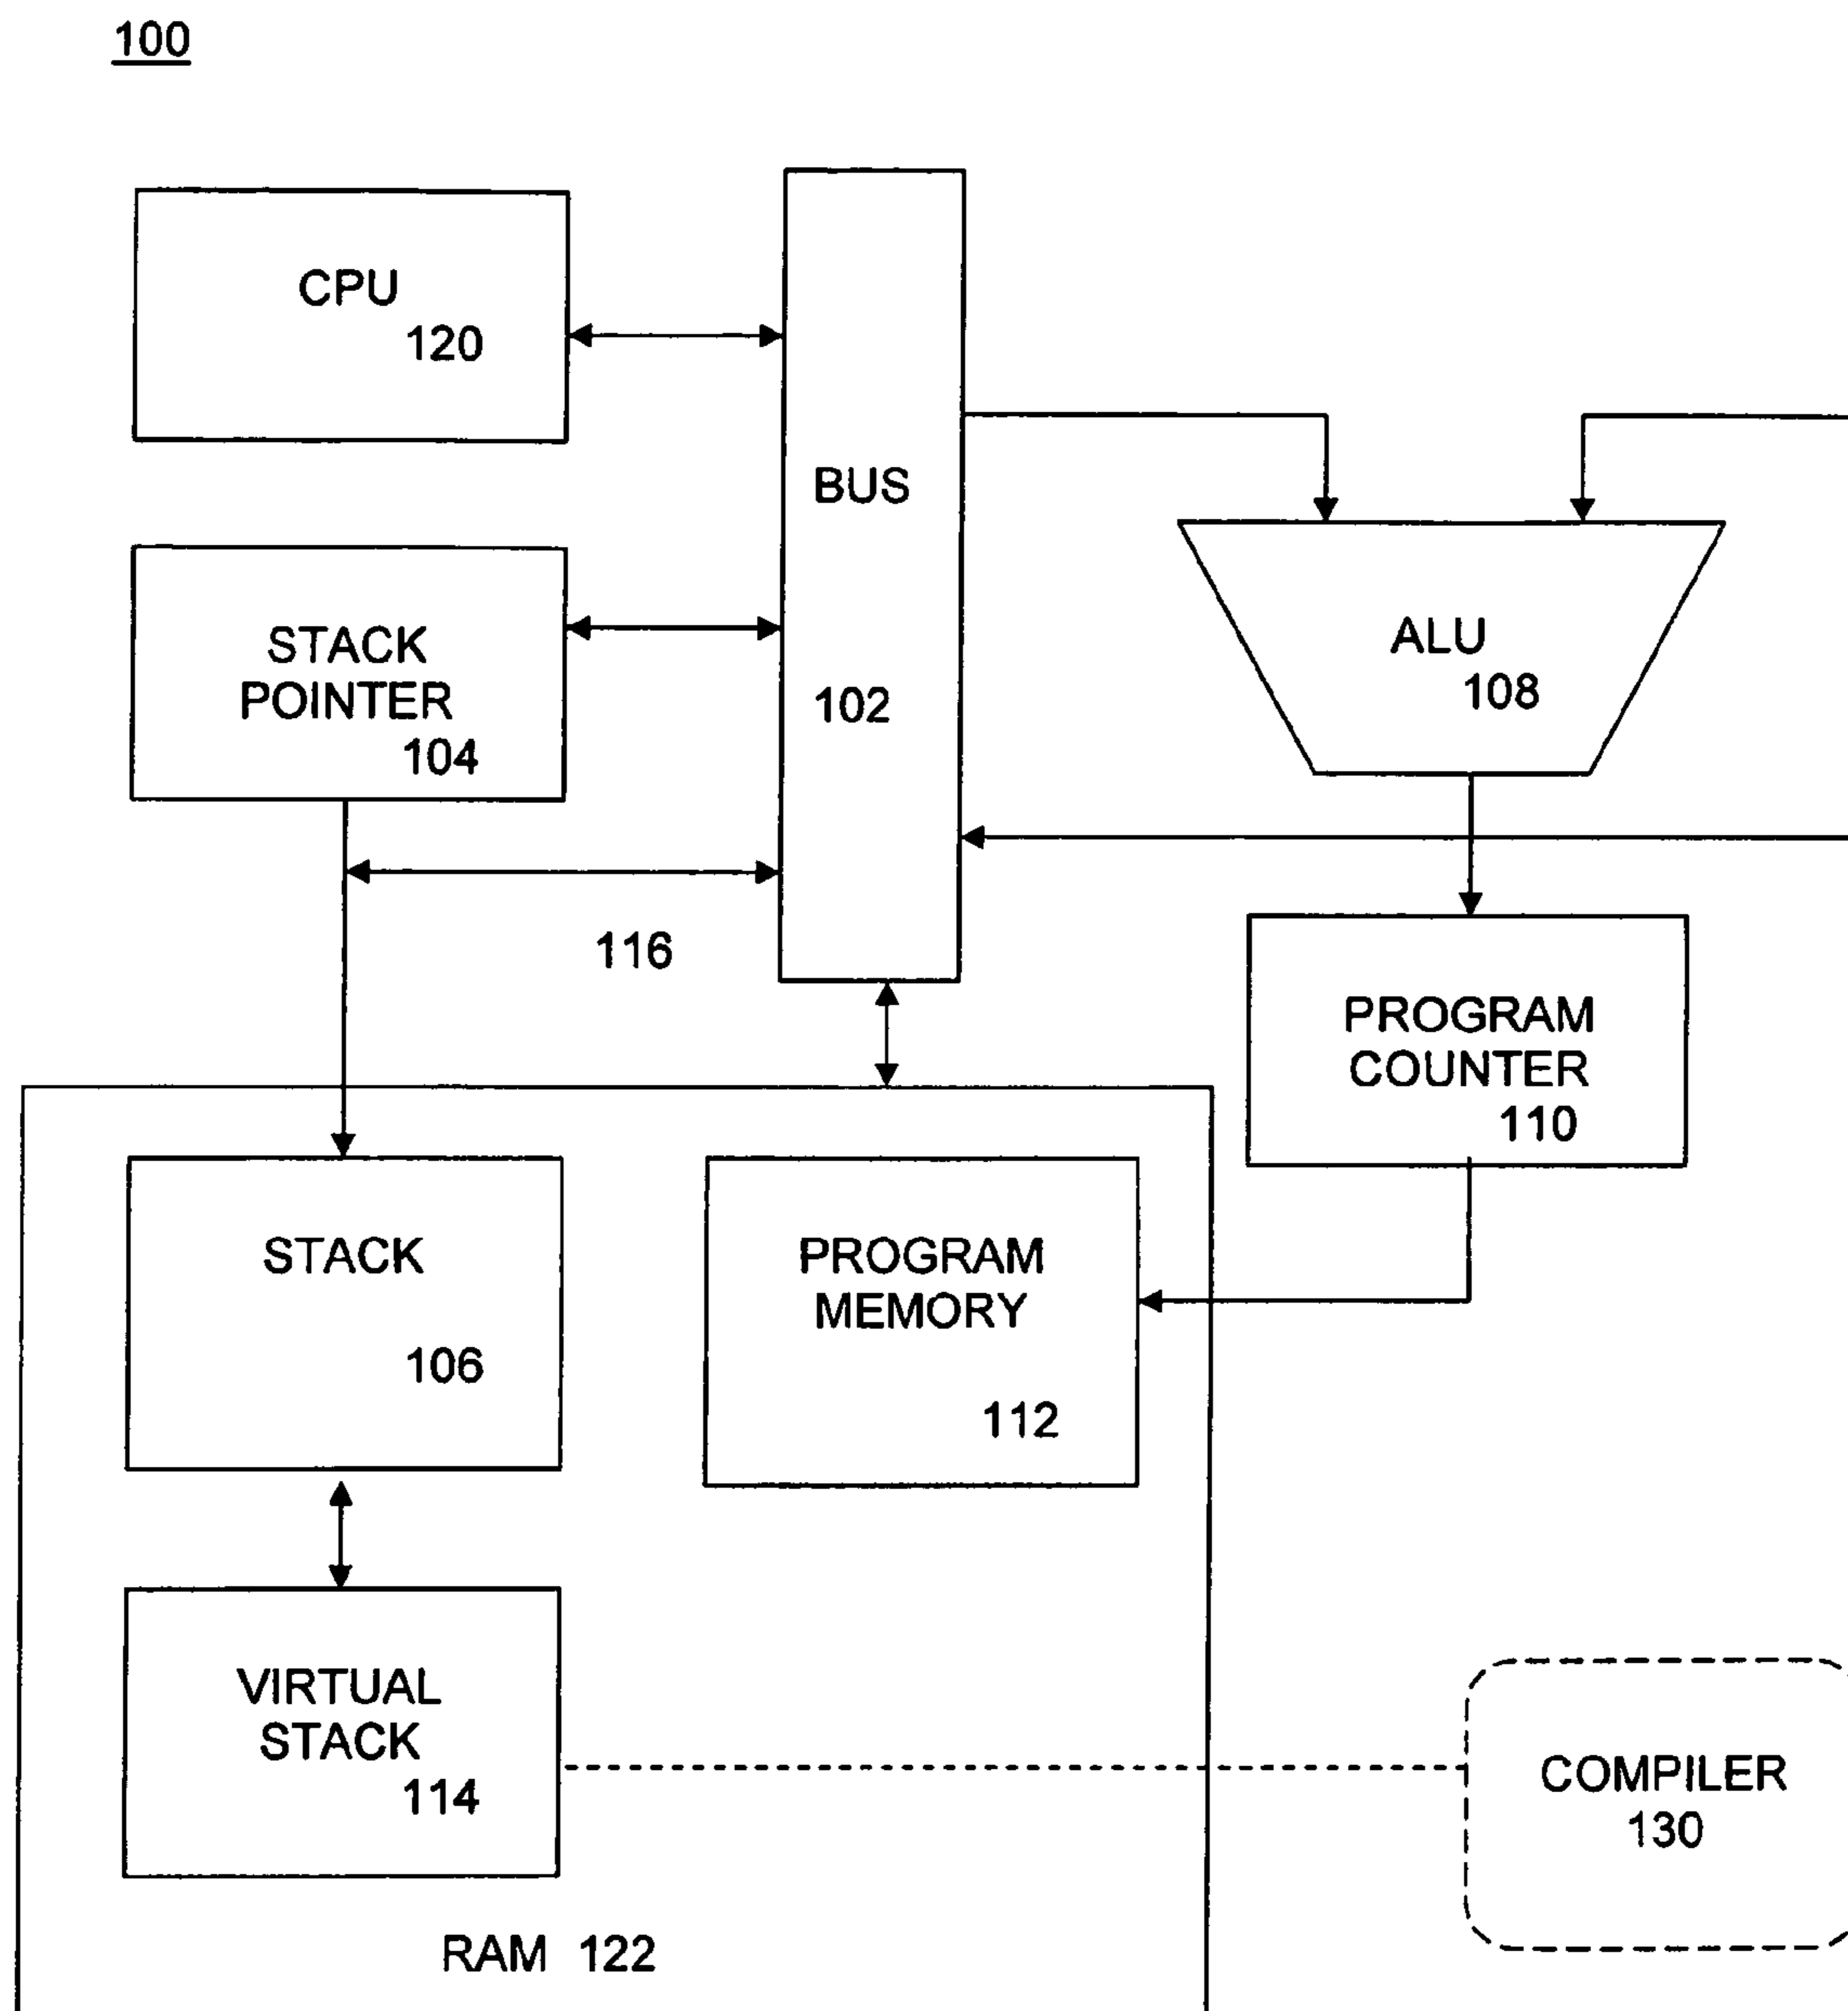 100
CPU
120
BUS
102
STACK
POINTER
104
ALU
108
116
PROGRAM
COUNTER
110
STACK
106
PROGRAM
MEMORY
112
VIRTUAL
STACK
114
COMPILER
130
RAM 122